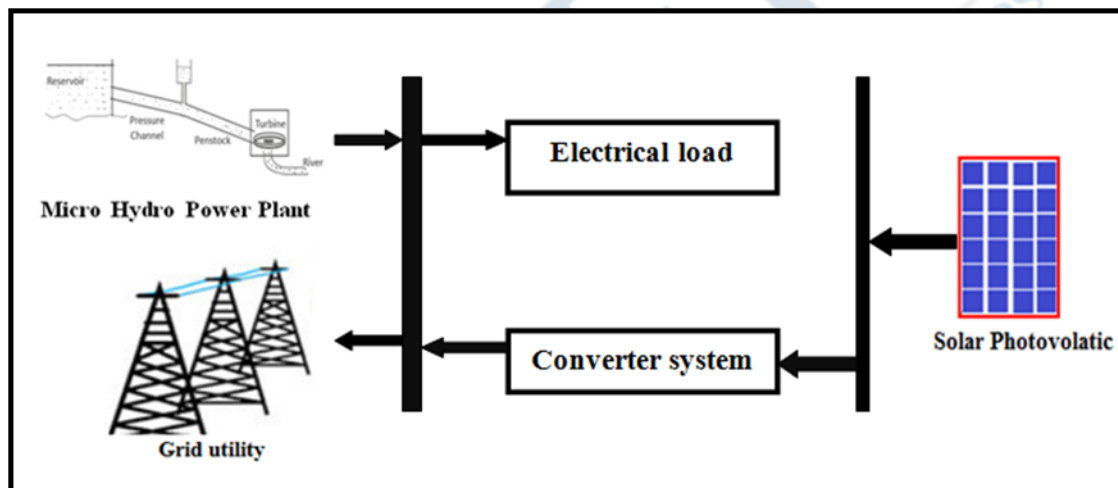 Reservoir
Pressure
Channel
Penstock
Turbine
River
Micro Hydro Power Plant
Electrical load
Grid utility
Converter system
Solar Photovolatic